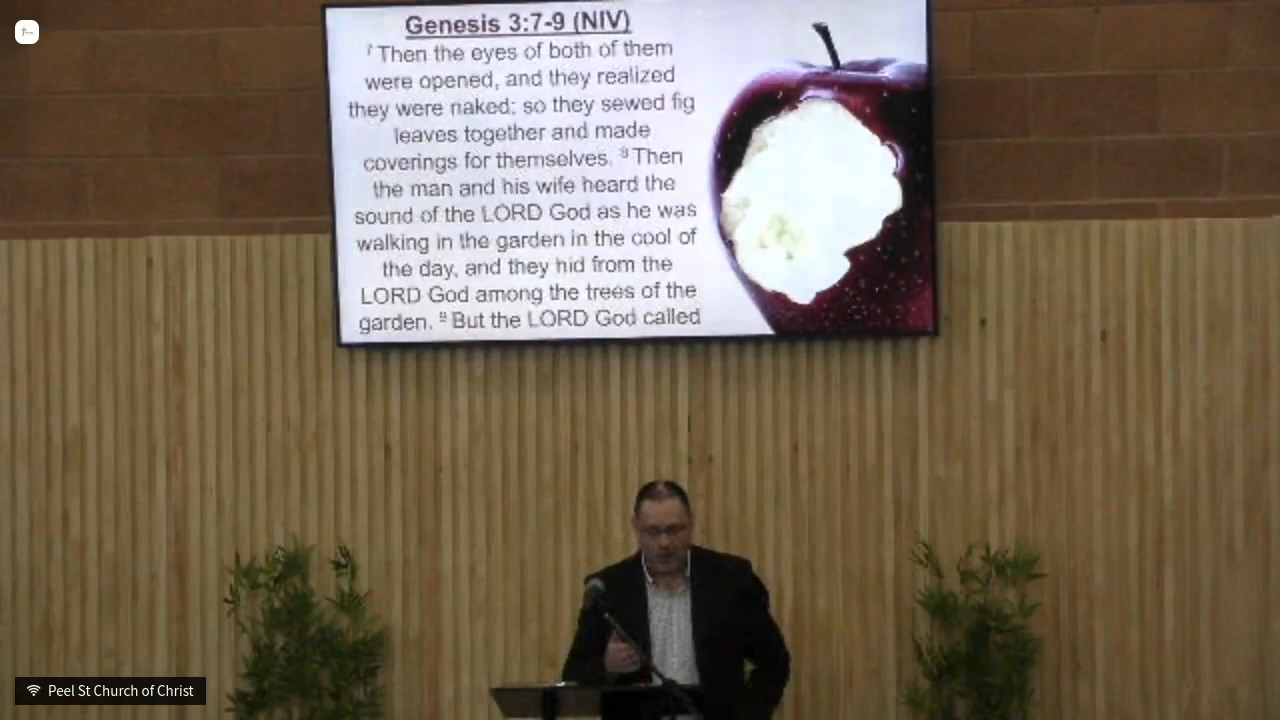 Genesis 3:7-9 (NIV)
7 Then the eyes of both of them
were opened, and they realized
they were naked; so they sewed fig
leaves together and made
coverings for themselves. 8 Then
the man and his wife heard the
sound of the LORD God as he was
walking in the garden in the cool of
the day, and they hid from the
LORD God among the trees of the
garden. 9 But the LORD God called
Peel St Church of Christ